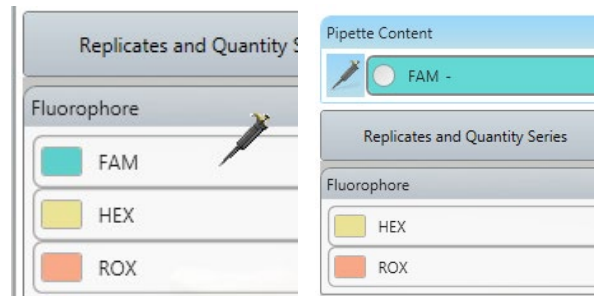 Replicates and Quantity S
Fluorophore
FAM
HEX
ROX
Pipette Content
FAM -
Replicates and Quantity Series
Fluorophore
HEX
ROX